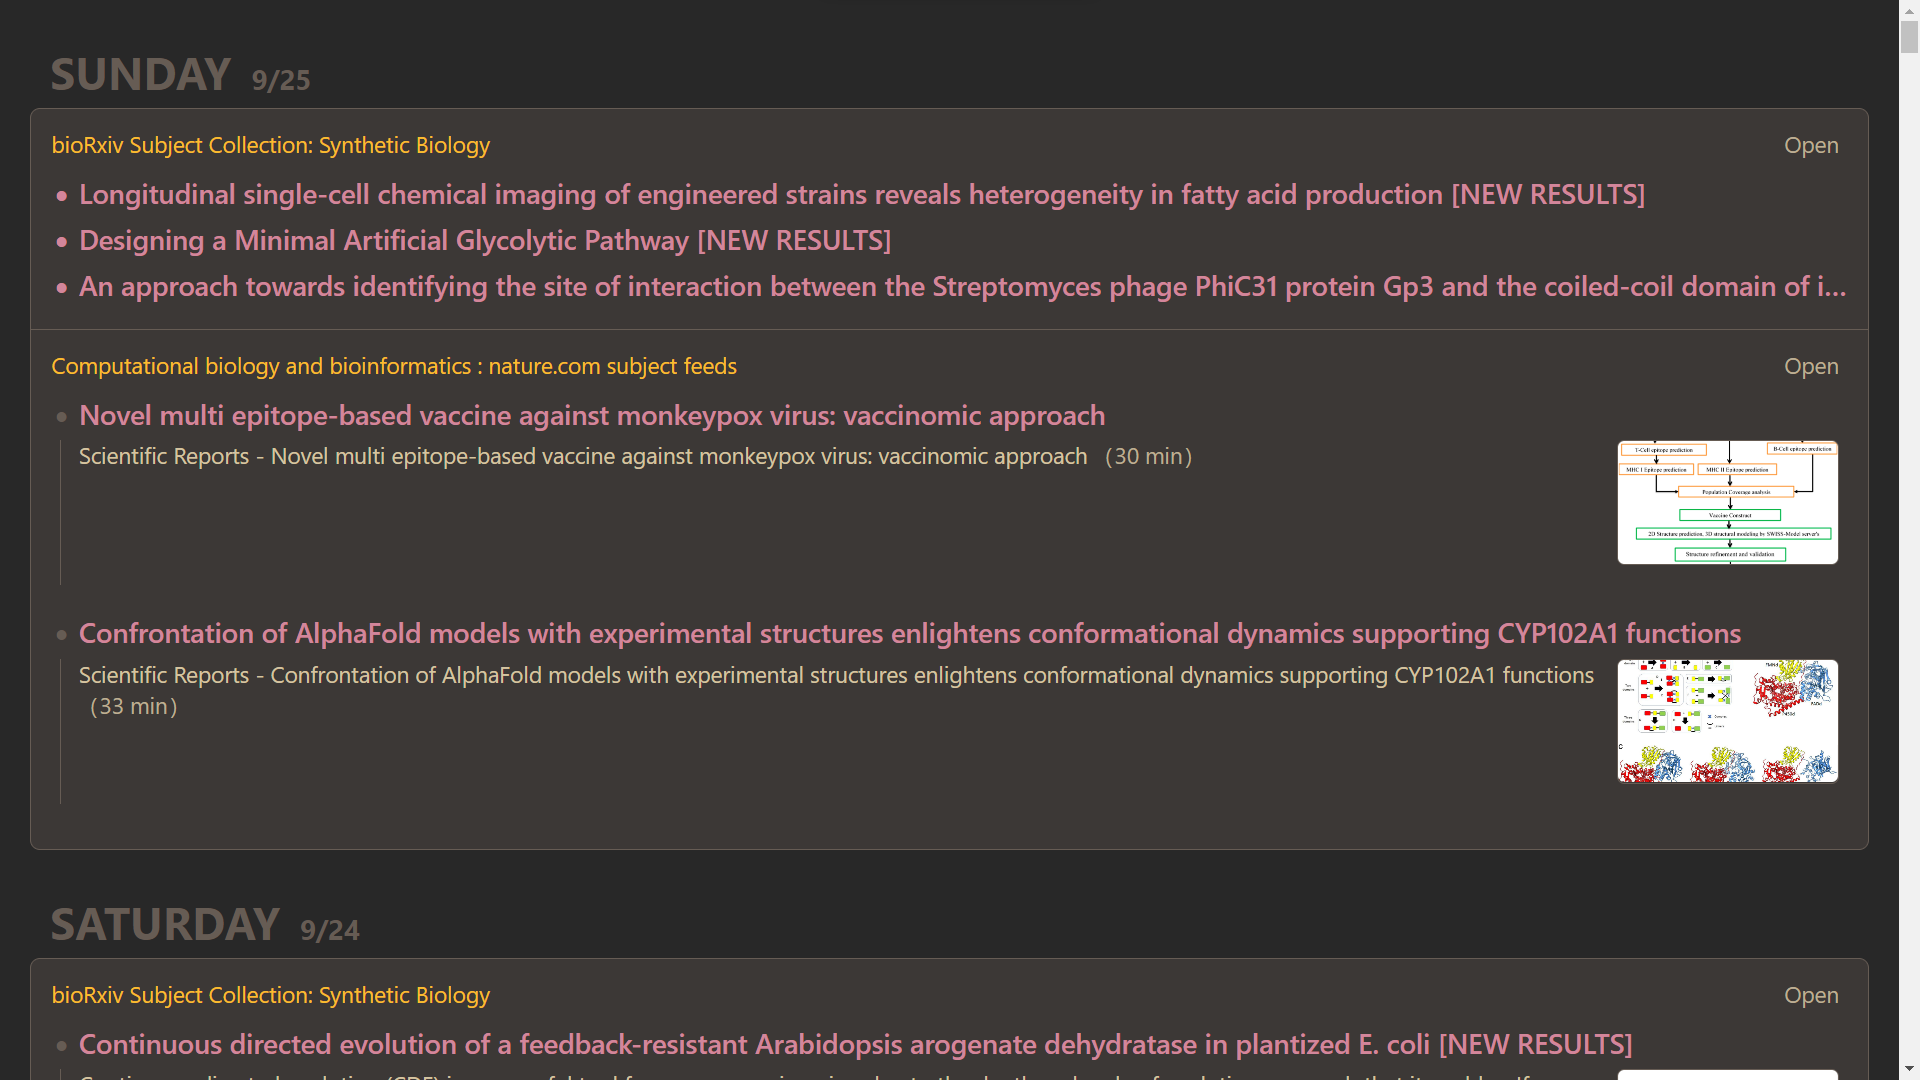 SUNDAY 9/25
bioRxiv Subject Collection: Synthetic Biology Open
Longitudinal single-cell chemical imaging of engineered strains reveals heterogeneity in fatty acid production [NEW RESULTS]
Designing a Minimal Artificial Glycolytic Pathway [NEW RESULTS]
An approach towards identifying the site of interaction between the Streptomyces phage PhiC31 protein Gp3 and the coiled-coil domain of i...
Computational biology and bioinformatics : nature.com subject feeds Open
Novel multi epitope-based vaccine against monkeypox virus: vaccinomic approach
Scientific Reports - Novel multi epitope-based vaccine against monkeypox virus: vaccinomic approach (30 min)
T-Cell epitope prediction B-Cell epitope prediction
MHC I Epitope prediction MHC II Epitope prediction
Population Coverage analysis
Vaccine Construct
2D Structure prediction, 3D structural modeling by SWISS-Model server's
Structure refinement and validation
Confrontation of AlphaFold models with experimental structures enlightens conformational dynamics supporting CYP102A1 functions
Scientific Reports - Confrontation of AlphaFold models with experimental structures enlightens conformational dynamics supporting CYP102A1 functions
(33 min)
C
SATURDAY 9/24
bioRxiv Subject Collection: Synthetic Biology Open
Continuous directed evolution of a feedback-resistant Arabidopsis arogenate dehydratase in plantized E. coli [NEW RESULTS]